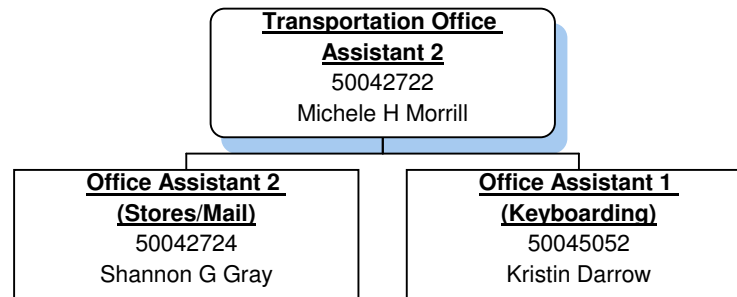 Transportation Office
Assistant 2
50042722
Michele H Morrill
Office Assistant 2
(Stores/Mail)
50042724
Shannon G Gray
Office Assistant 1
(Keyboarding)
50045052
Kristin Darrow